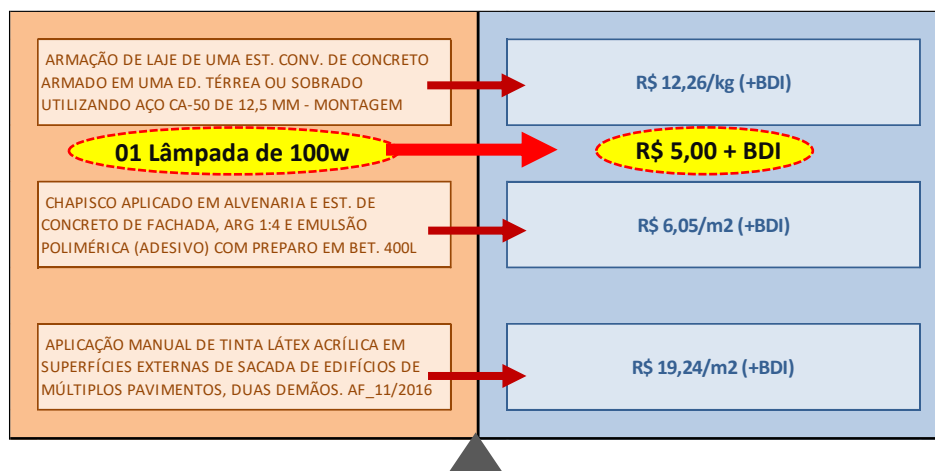 ARMAÇÃO DE LAJE DE UMA EST. CONV. DE CONCRETO
ARMADO EM UMA ED. TÉRREA OU SOBRADO
UTILIZANDO AÇO CA-50 DE 12,5 MM - MONTAGEM
R$ 12,26/kg (+BDI)
01 Lâmpada de 100w
R$ 5,00 + BDI
CHAPISCO APLICADO EM ALVENARIA E EST. DE
CONCRETO DE FACHADA, ARG 1:4 E EMULSÃO
POLIMÉRICA (ADESIVO) COM PREPARO EM BET. 400L
R$ 6,05/m2 (+BDI)
APLICAÇÃO MANUAL DE TINTA LÁTEX ACRÍLICA EM
SUPERFÍCIES EXTERNAS DE SACADA DE EDIFÍCIOS DE
MÚLTIPLOS PAVIMENTOS, DUAS DEMÃOS. AF_11/2016
R$ 19,24/m2 (+BDI)